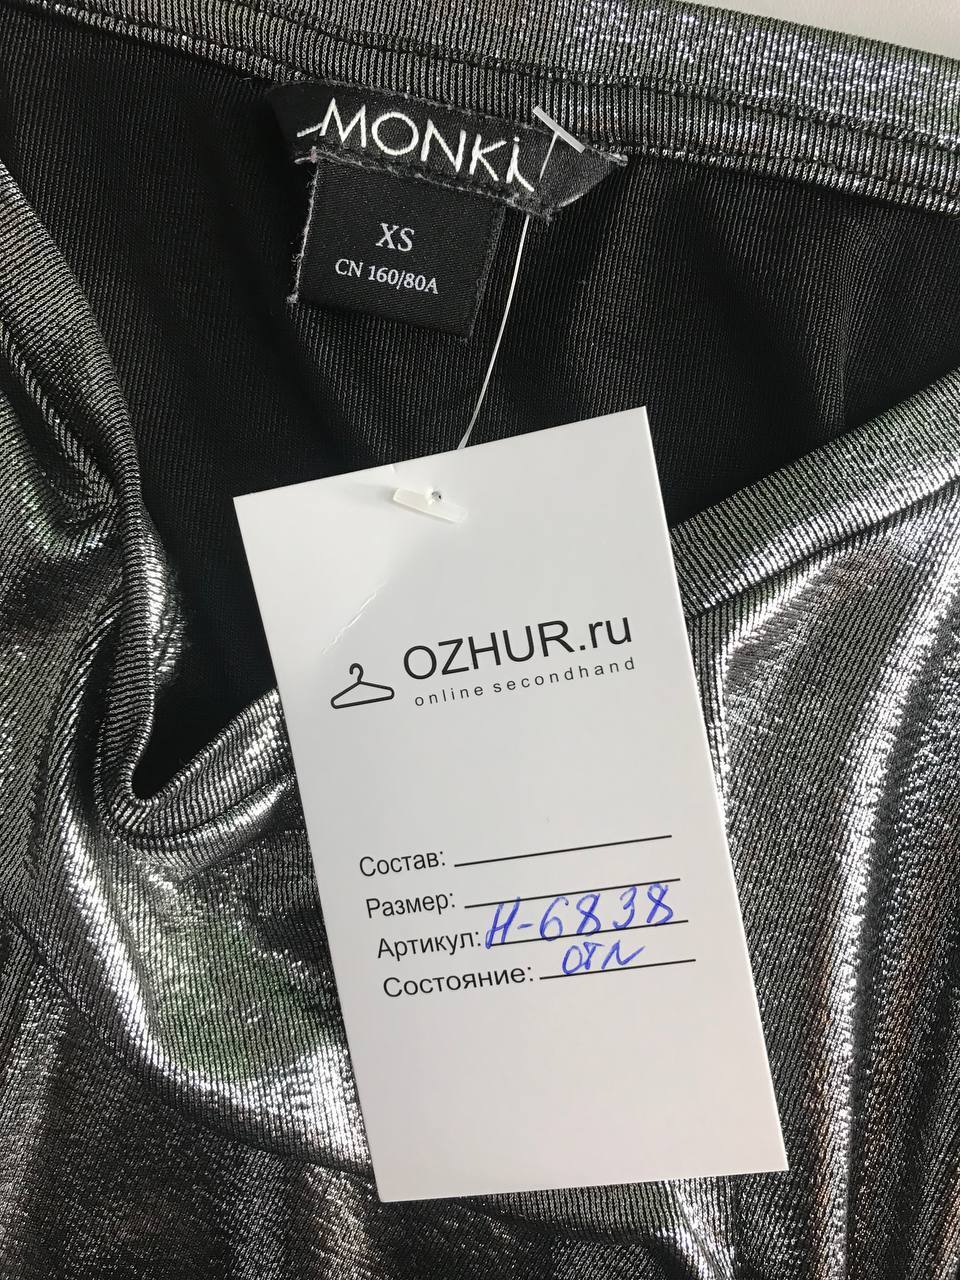 MONKi
XS
CN 160/80A
OZHUR.ru
online secondhand
Состав:
Размер:
Артикул: Н-6838
Состояние: отл